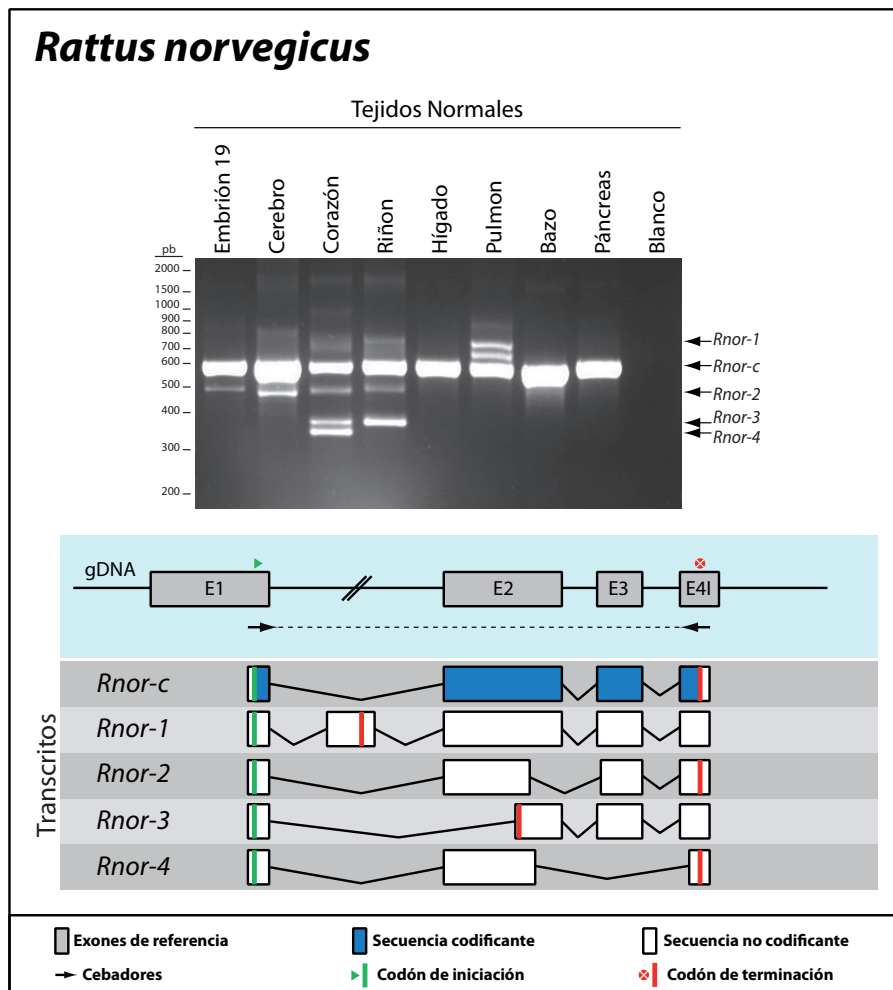 Rattus norvegicus
Tejidos Normales
Embrión 19
Cerebro
Corazón
Riñon
Hígado
Pulmon
Bazo
Páncreas
Blanco
pb
2000
1500
1000
900
800
700
600
500
400
300
200
Rnor-1
Rnor-c
Rnor-2
Rnor-3
Rnor-4
gDNA
E1
E2
E3
E4I
Transcritos
Rnor-c
Rnor-1
Rnor-2
Rnor-3
Rnor-4
Exones de referencia
Secuencia codificante
Secuencia no codificante
Cebadores
Codón de iniciación
Codón de terminación